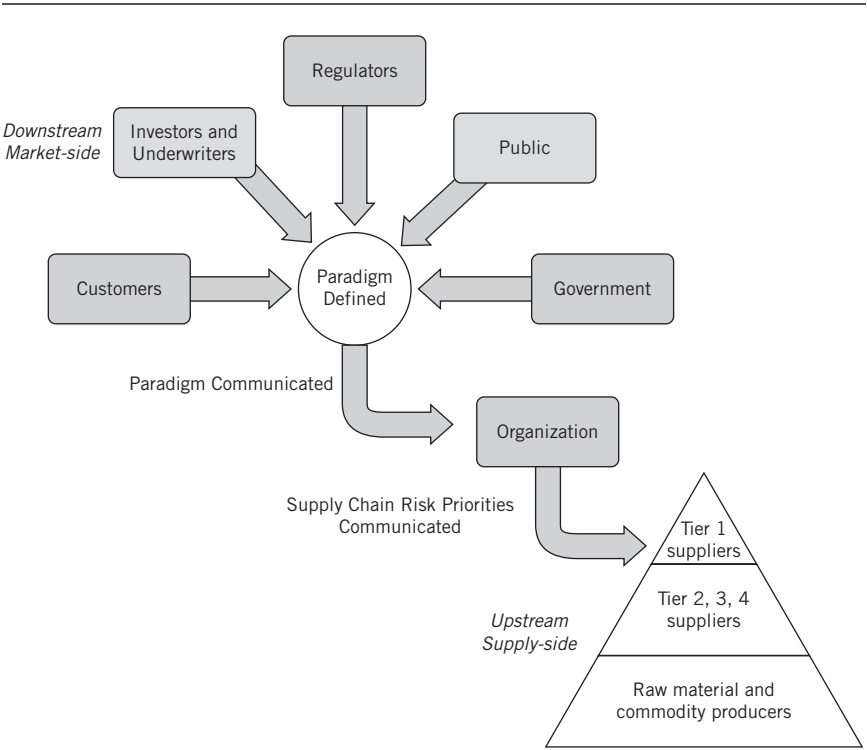 Regulators
Downstream
Market-side
Investors and
Underwriters
Public
Customers
Paradigm
Defined
Government
Paradigm Communicated
Organization
Supply Chain Risk Priorities
Communicated
Tier 1
suppliers
Tier 2, 3, 4
suppliers
Upstream
Supply-side
Raw material and
commodity producers